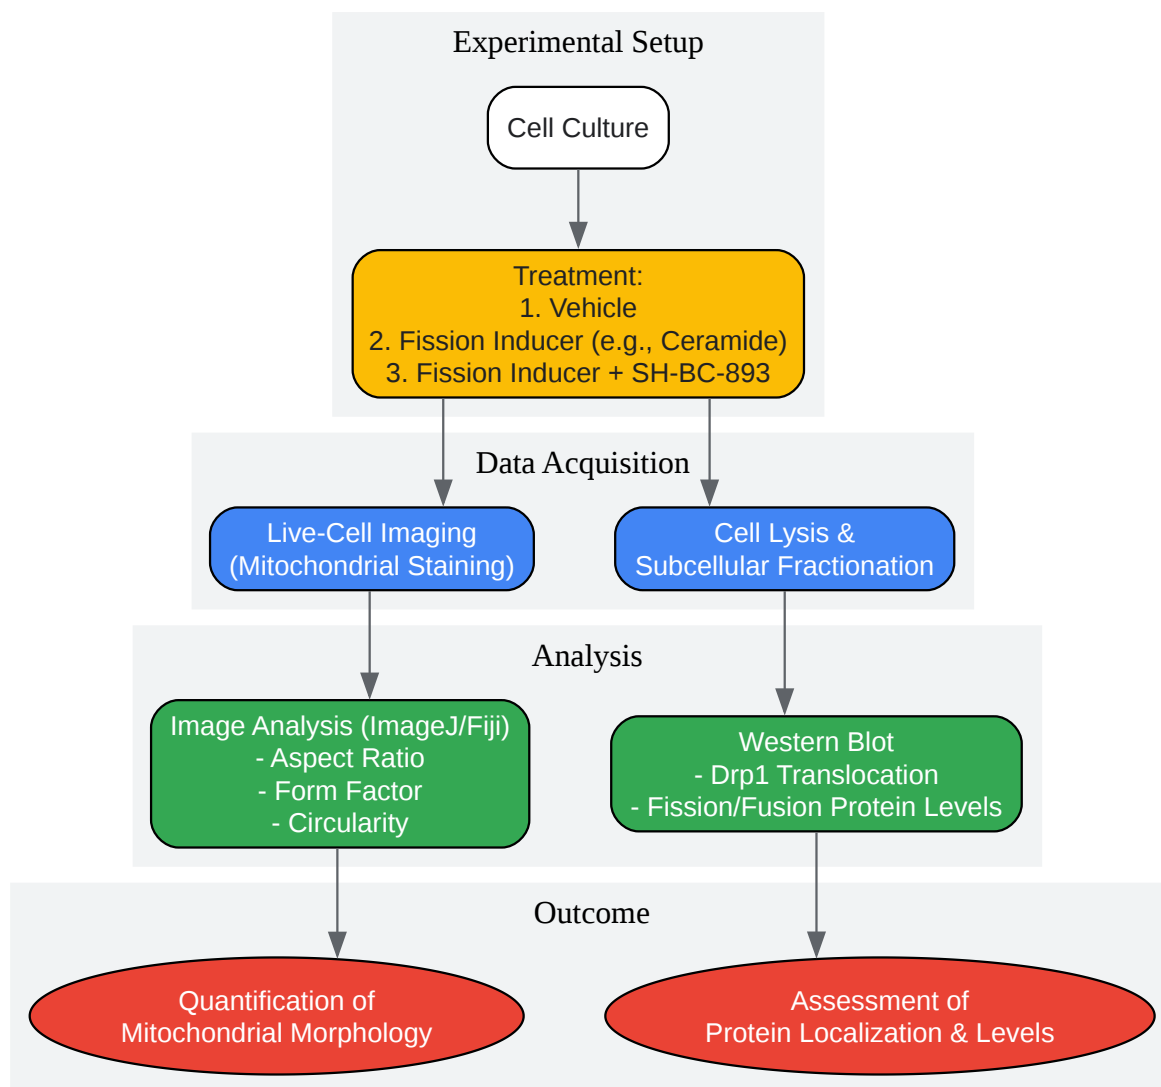 Experimental Setup
Cell Culture
Treatment:
1. Vehicle
2. Fission Inducer (e.g., Ceramide)
3. Fission Inducer + SH-BC-893
Data Acquisition
Live-Cell Imaging
(Mitochondrial Staining)
Cell Lysis &
Subcellular Fractionation
Analysis
Image Analysis (ImageJ/Fiji)
- Aspect Ratio
- Form Factor
- Circularity
Western Blot
- Drp1 Translocation
- Fission/Fusion Protein Levels
Outcome
Quantification of
Mitochondrial Morphology
Assessment of
Protein Localization & Levels